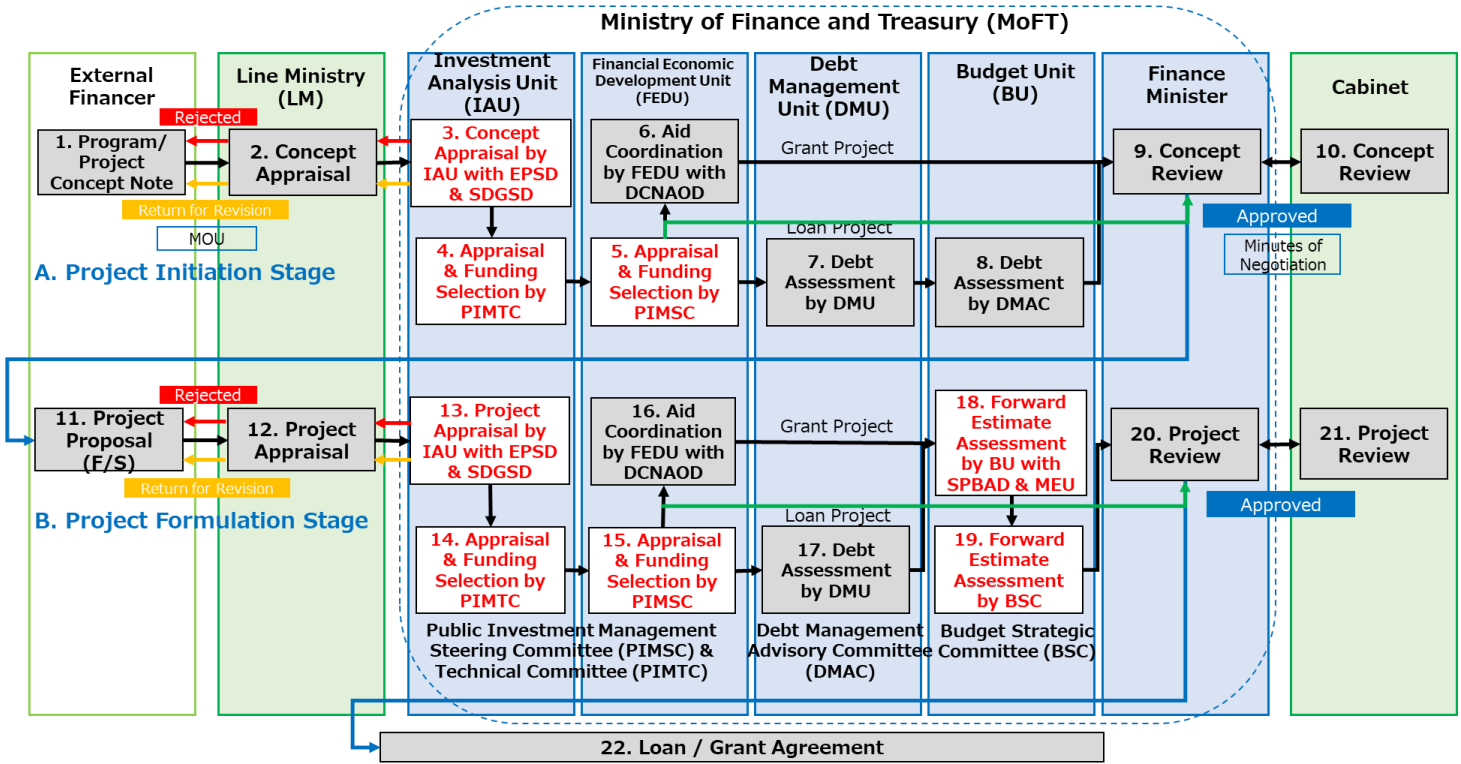 Ministry of Finance and Treasury (MoFT)
External
Financer
Line Ministry
(LM)
Investment
Analysis Unit
(IAU)
Financial Economic
Development Unit
(FEDU)
Debt
Management
Unit (DMU)
Budget Unit
(BU)
Finance
Minister
Cabinet
Rejected
1. Program/
Project
Concept Note
2. Concept
Appraisal
3. Concept
Appraisal by
IAU with EPSD
& SDGSD
6. Aid
Coordination
by FEDU with
DCNAOD
Grant Project
9. Concept
Review
10. Concept
Review
Return for Revision
MOU
Approved
Minutes of
Negotiation
A. Project Initiation Stage
4. Appraisal
& Funding
Selection by
PIMTC
5. Appraisal
& Funding
Selection by
PIMSC
Loan Project
7. Debt
Assessment
by DMU
8. Debt
Assessment
by DMAC
Rejected
11. Project
Proposal
(F/S)
12. Project
Appraisal
13. Project
Appraisal by
IAU with EPSD
& SDGSD
16. Aid
Coordination
by FEDU with
DCNAOD
Grant Project
18. Forward
Estimate
Assessment
by BU with
SPBAD & MEU
20. Project
Review
21. Project
Review
Return for Revision
Approved
B. Project Formulation Stage
14. Appraisal
& Funding
Selection by
PIMTC
15. Appraisal
& Funding
Selection by
PIMSC
Loan Project
17. Debt
Assessment
by DMU
19. Forward
Estimate
Assessment
by BSC
Public Investment Management
Steering Committee (PIMSC) &
Technical Committee (PIMTC)
Debt Management
Advisory Committee
(DMAC)
Budget Strategic
Committee (BSC)
22. Loan / Grant Agreement